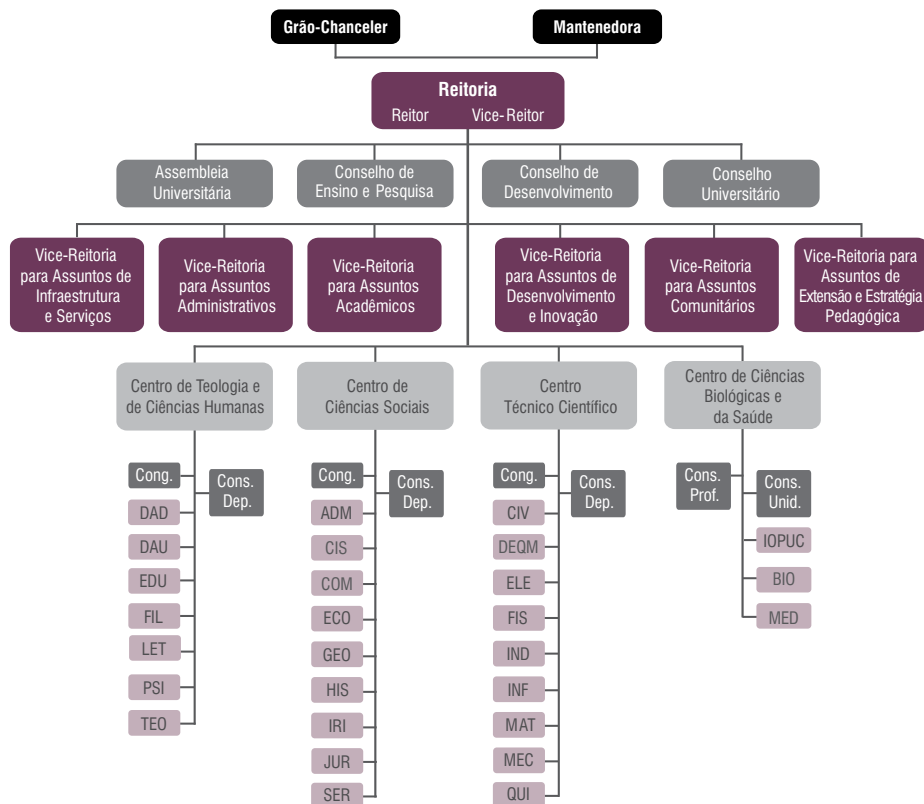 Grão-Chanceler
Mantenedora
Reitoria
Reitor Vice-Reitor
Assembleia
Universitária
Conselho de
Ensino e Pesquisa
Conselho de
Desenvolvimento
Conselho
Universitário
Vice-Reitoria
para Assuntos de
Infraestrutura
e Serviços
Vice-Reitoria
para Assuntos
Administrativos
Vice-Reitoria
para Assuntos
Acadêmicos
Vice-Reitoria
para Assuntos de
Desenvolvimento
e Inovação
Vice-Reitoria
para Assuntos
Comunitários
Vice-Reitoria para
Assuntos de
Extensão e Estratégia
Pedagógica
Centro de Teologia e
de Ciências Humanas
Centro de
Ciências Sociais
Centro
Técnico Científico
Centro de Ciências
Biológicas e
da Saúde
Cong.
Cons.
Dep.
DAD
DAU
EDU
FIL
LET
PSI
TEO
Cong.
Cons.
Dep.
ADM
CIS
COM
ECO
GEO
HIS
IRI
JUR
SER
Cong.
Cons.
Dep.
CIV
DEQM
ELE
FIS
IND
INF
MAT
MEC
QUI
Cons.
Prof.
Cons.
Unid.
IOPUC
BIO
MED